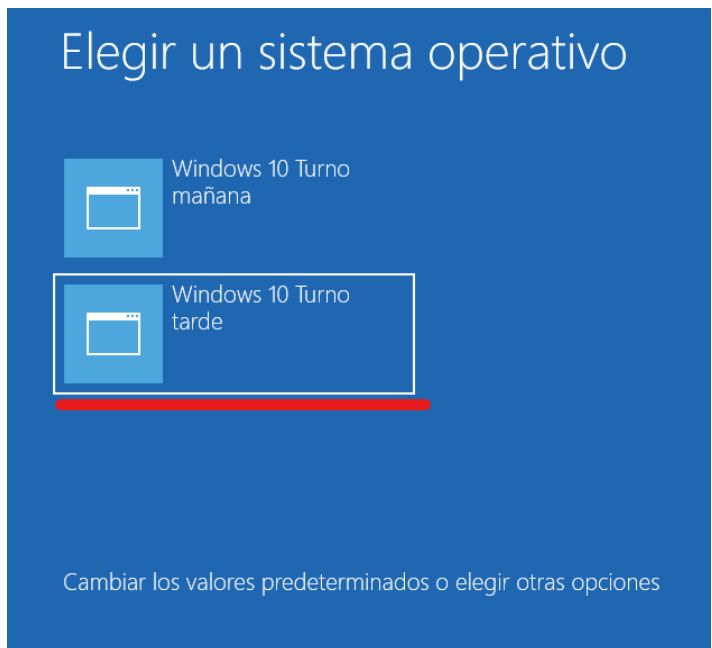 Elegir un sistema operativo
Windows 10 Turno
mañana
Windows 10 Turno
tarde
Cambiar los valores predeterminados o elegir otras opciones